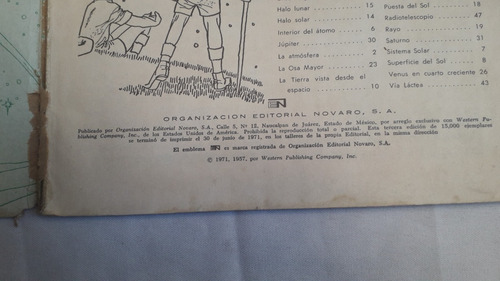 Halo lunar 15
Halo solar 14
Interior del átomo 6
Júpiter 30
La atmósfera 2
La Osa Mayor 23
La Tierra vista desde el
espacio 10
Puesta del Sol 18
Radiotelescopio 47
Rayo 19
Saturno 31
Sistema Solar 7
Superficie del Sol 8
Venus en cuarto creciente 26
Vía Láctea 43
EN
ORGANIZACION EDITORIAL NOVARO, S. A.
Publicado por Organización Editorial Novaro, S.A., Calle 5, Nº 12, Naucalpan de Juárez, Estado de México, por arreglo exclusivo con Western Pu-
blishing Company, Inc., de los Estados Unidos de América. Prohibida la reproducción total o parcial. Esta tercera edición de 15,000 ejemplares
se terminó de imprimir el 30 de junio de 1971, en los talleres de la propia Editorial, en la misma dirección
El emblema EN es marca registrada de Organización Editorial Novaro, S.A.
© 1971, 1957, por Western Publishing Company, Inc.